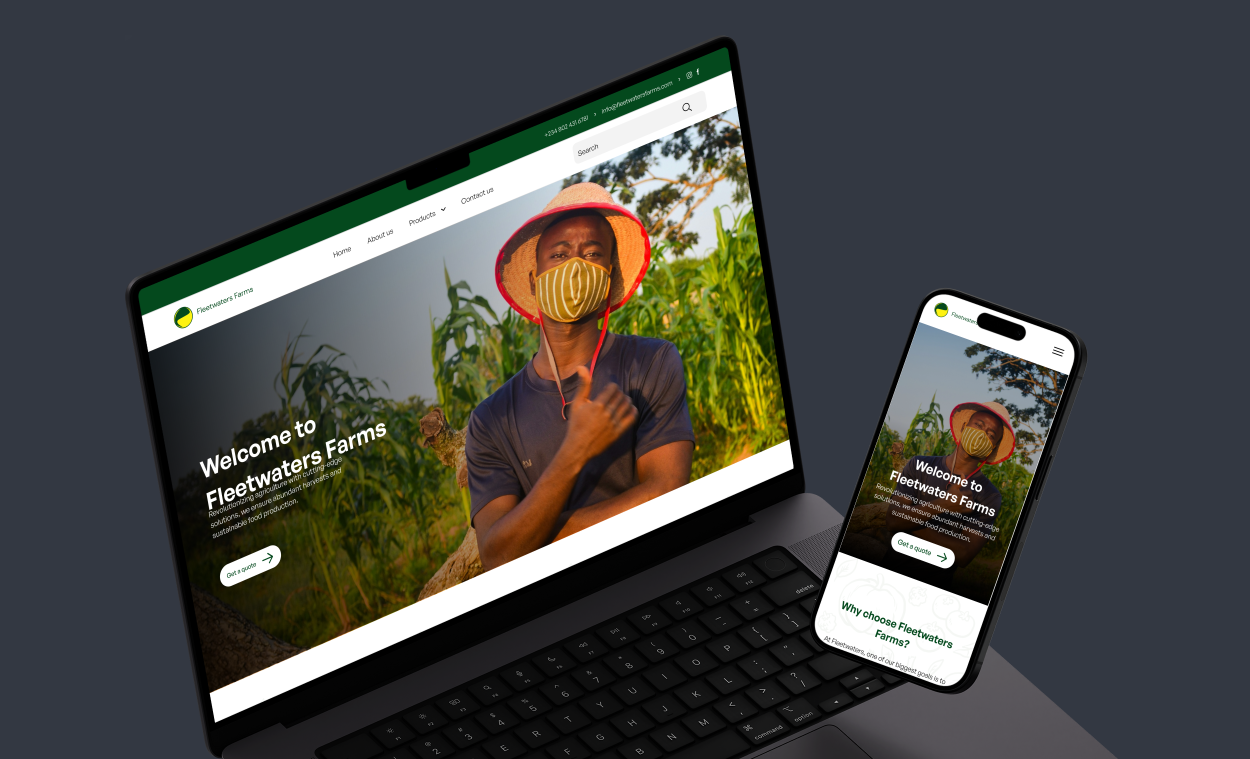 +234 802 431 6781
info@fleetwatersfarms.com
Search
Home
About us
Products
Contact us
Fleetwaters Farms
Welcome to
Fleetwaters Farms
Revolutionizing agriculture with cutting-edge
solutions, we ensure abundant harvests and
sustainable food production.
Get a quote
delete
command
option
Welcome to
Fleetwaters Farms
Revolutionizing agriculture with cutting-edge
solutions, we ensure abundant harvests and
sustainable food production.
Get a quote
Why choose Fleetwaters
Farms?
At Fleetwaters, one of our biggest goals is to